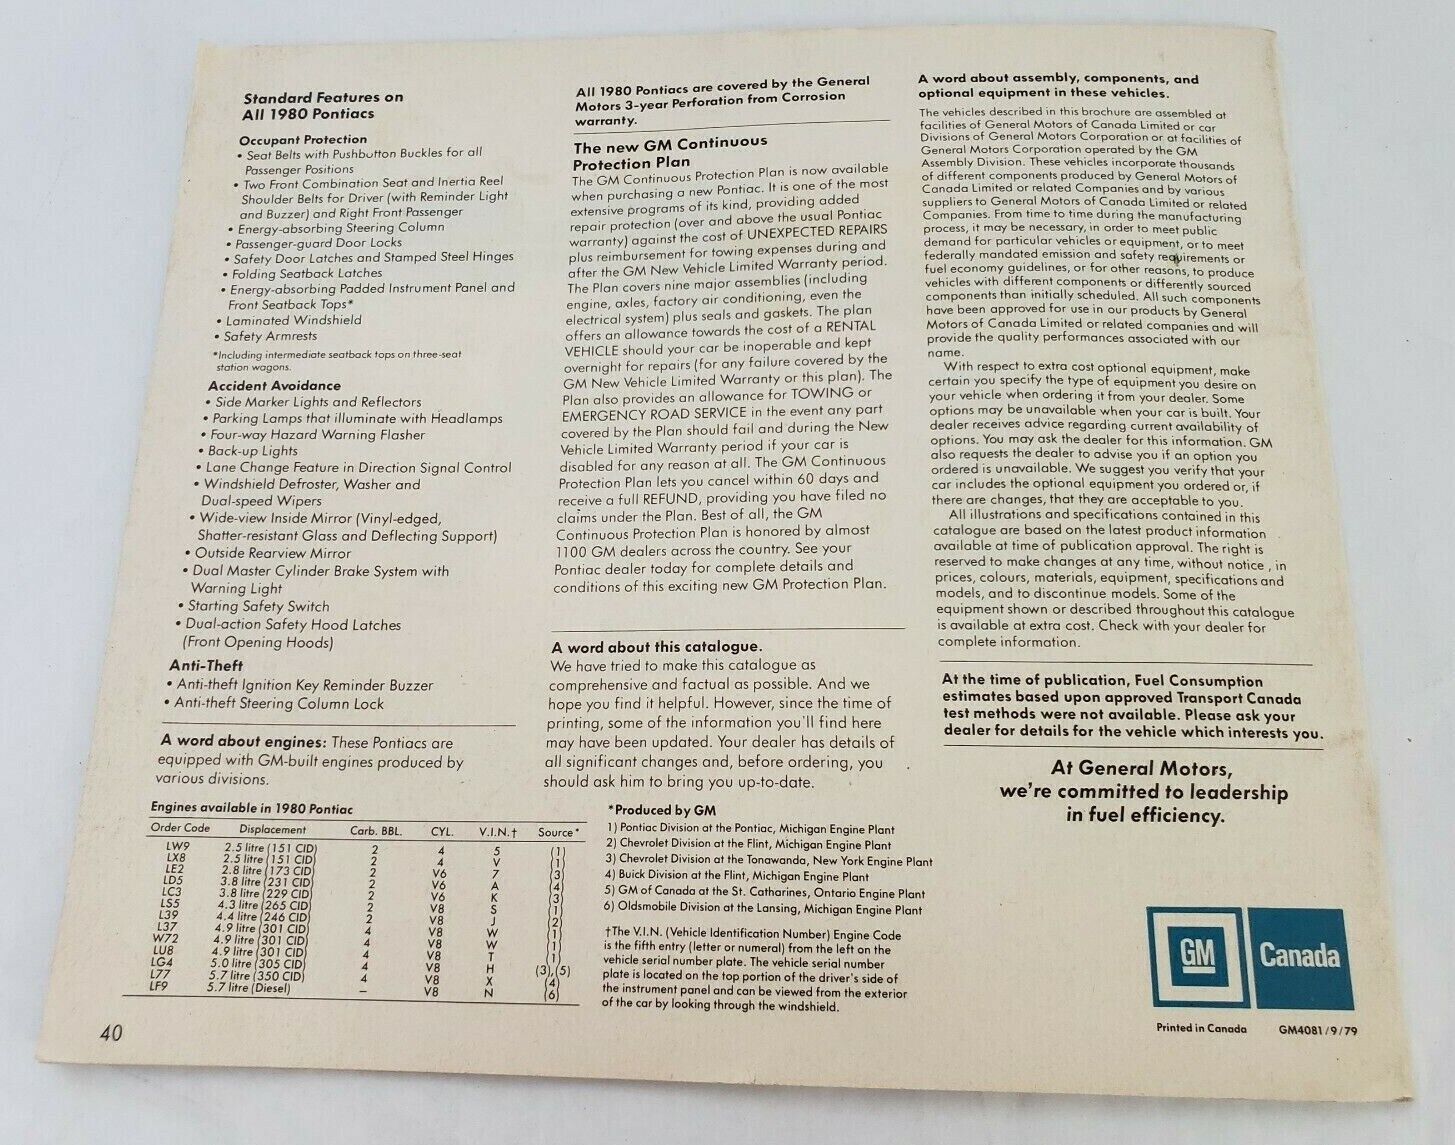 Standard Features on
All 1980 Pontiacs
Occupant Protection
• Seat Belts with Pushbutton Buckles for all
Passenger Positions
• Two Front Combination Seat and Inertia Reel
Shoulder Belts for Driver (with Reminder Light
and Buzzer) and Right Front Passenger
• Energy-absorbing Steering Column
• Passenger-guard Door Locks
• Safety Door Latches and Stamped Steel Hinges
• Folding Seatback Latches
• Energy-absorbing Padded Instrument Panel and
Front Seatback Tops*
• Laminated Windshield
• Safety Armrests
*Including intermediate seatback tops on three-seat
station wagons.
Accident Avoidance
• Side Marker Lights and Reflectors
• Parking Lamps that illuminate with Headlamps
• Four-way Hazard Warning Flasher
• Back-up Lights
• Lane Change Feature in Direction Signal Control
• Windshield Defroster, Washer and
Dual-speed Wipers
• Wide-view Inside Mirror (Vinyl-edged,
Shatter-resistant Glass and Deflecting Support)
• Outside Rearview Mirror
• Dual Master Cylinder Brake System with
Warning Light
• Starting Safety Switch
• Dual-action Safety Hood Latches
(Front Opening Hoods)
Anti-Theft
• Anti-theft Ignition Key Reminder Buzzer
• Anti-theft Steering Column Lock
A word about engines: These Pontiacs are
equipped with GM-built engines produced by
various divisions.
Engines available in 1980 Pontiac
Order Code Displacement Carb. BBL. CYL. V.I.N.† Source*
LW9 2.5 litre (151 CID) 2 4 5 (1)
LX8 2.5 litre (151 CID) 2 4 V (1)
LE2 2.8 litre (173 CID) 2 V6 7 (3)
LD5 3.8 litre (231 CID) 2 V6 A (4)
LC3 3.8 litre (229 CID) 2 V6 K (3)
LS5 4.3 litre (265 CID) 2 V8 S (1)
L39 4.4 litre (246 CID) 2 V8 J (2)
L37 4.9 litre (301 CID) 4 V8 W (1)
W72 4.9 litre (301 CID) 4 V8 W (1)
LU8 4.9 litre (301 CID) 4 V8 T (1)
LG4 5.0 litre (305 CID) 4 V8 H (3),(5)
L77 5.7 litre (350 CID) 4 V8 X (4)
LF9 5.7 litre (Diesel) – V8 N (6)
40
All 1980 Pontiacs are covered by the General
Motors 3-year Perforation from Corrosion
warranty.
The new GM Continuous
Protection Plan
The GM Continuous Protection Plan is now available
when purchasing a new Pontiac. It is one of the most
extensive programs of its kind, providing added
repair protection (over and above the usual Pontiac
warranty) against the cost of UNEXPECTED REPAIRS
plus reimbursement for towing expenses during and
after the GM New Vehicle Limited Warranty period.
The Plan covers nine major assemblies (including
engine, axles, factory air conditioning, even the
electrical system) plus seals and gaskets. The plan
offers an allowance towards the cost of a RENTAL
VEHICLE should your car be inoperable and kept
overnight for repairs (for any failure covered by the
GM New Vehicle Limited Warranty or this plan). The
Plan also provides an allowance for TOWING or
EMERGENCY ROAD SERVICE in the event any part
covered by the Plan should fail and during the New
Vehicle Limited Warranty period if your car is
disabled for any reason at all. The GM Continuous
Protection Plan lets you cancel within 60 days and
receive a full REFUND, providing you have filed no
claims under the Plan. Best of all, the GM
Continuous Protection Plan is honored by almost
1100 GM dealers across the country. See your
Pontiac dealer today for complete details and
conditions of this exciting new GM Protection Plan.
A word about this catalogue.
We have tried to make this catalogue as
comprehensive and factual as possible. And we
hope you find it helpful. However, since the time of
printing, some of the information you'll find here
may have been updated. Your dealer has details of
all significant changes and, before ordering, you
should ask him to bring you up-to-date.
*Produced by GM
1) Pontiac Division at the Pontiac, Michigan Engine Plant
2) Chevrolet Division at the Flint, Michigan Engine Plant
3) Chevrolet Division at the Tonawanda, New York Engine Plant
4) Buick Division at the Flint, Michigan Engine Plant
5) GM of Canada at the St. Catharines, Ontario Engine Plant
6) Oldsmobile Division at the Lansing, Michigan Engine Plant
†The V.I.N. (Vehicle Identification Number) Engine Code
is the fifth entry (letter or numeral) from the left on the
vehicle serial number plate. The vehicle serial number
plate is located on the top portion of the driver's side of
the instrument panel and can be viewed from the exterior
of the car by looking through the windshield.
A word about assembly, components, and
optional equipment in these vehicles.
The vehicles described in this brochure are assembled at
facilities of General Motors of Canada Limited or car
Divisions of General Motors Corporation or at facilities of
General Motors Corporation operated by the GM
Assembly Division. These vehicles incorporate thousands
of different components produced by General Motors of
Canada Limited or related Companies and by various
suppliers to General Motors of Canada Limited or related
Companies. From time to time during the manufacturing
process, it may be necessary, in order to meet public
demand for particular vehicles or equipment, or to meet
federally mandated emission and safety requirements or
fuel economy guidelines, or for other reasons, to produce
vehicles with different components or differently sourced
components than initially scheduled. All such components
have been approved for use in our products by General
Motors of Canada Limited or related companies and will
provide the quality performances associated with our
name.
With respect to extra cost optional equipment, make
certain you specify the type of equipment you desire on
your vehicle when ordering it from your dealer. Some
options may be unavailable when your car is built. Your
dealer receives advice regarding current availability of
options. You may ask the dealer for this information. GM
also requests the dealer to advise you if an option you
ordered is unavailable. We suggest you verify that your
car includes the optional equipment you ordered or, if
there are changes, that they are acceptable to you.
All illustrations and specifications contained in this
catalogue are based on the latest product information
available at time of publication approval. The right is
reserved to make changes at any time, without notice , in
prices, colours, materials, equipment, specifications and
models, and to discontinue models. Some of the
equipment shown or described throughout this catalogue
is available at extra cost. Check with your dealer for
complete information.
At the time of publication, Fuel Consumption
estimates based upon approved Transport Canada
test methods were not available. Please ask your
dealer for details for the vehicle which interests you.
At General Motors,
we're committed to leadership
in fuel efficiency.
GM Canada
Printed in Canada GM4081/9/79